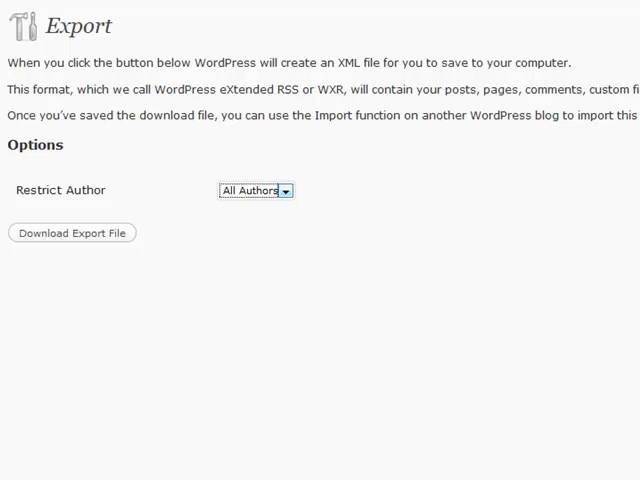 Export
When you click the button below WordPress will create an XML file for you to save to your computer.
This format, which we call WordPress eXtended RSS or WXR, will contain your posts, pages, comments, custom fi
Once you've saved the download file, you can use the Import function on another WordPress blog to import this
Options
Restrict Author All Authors
Download Export File